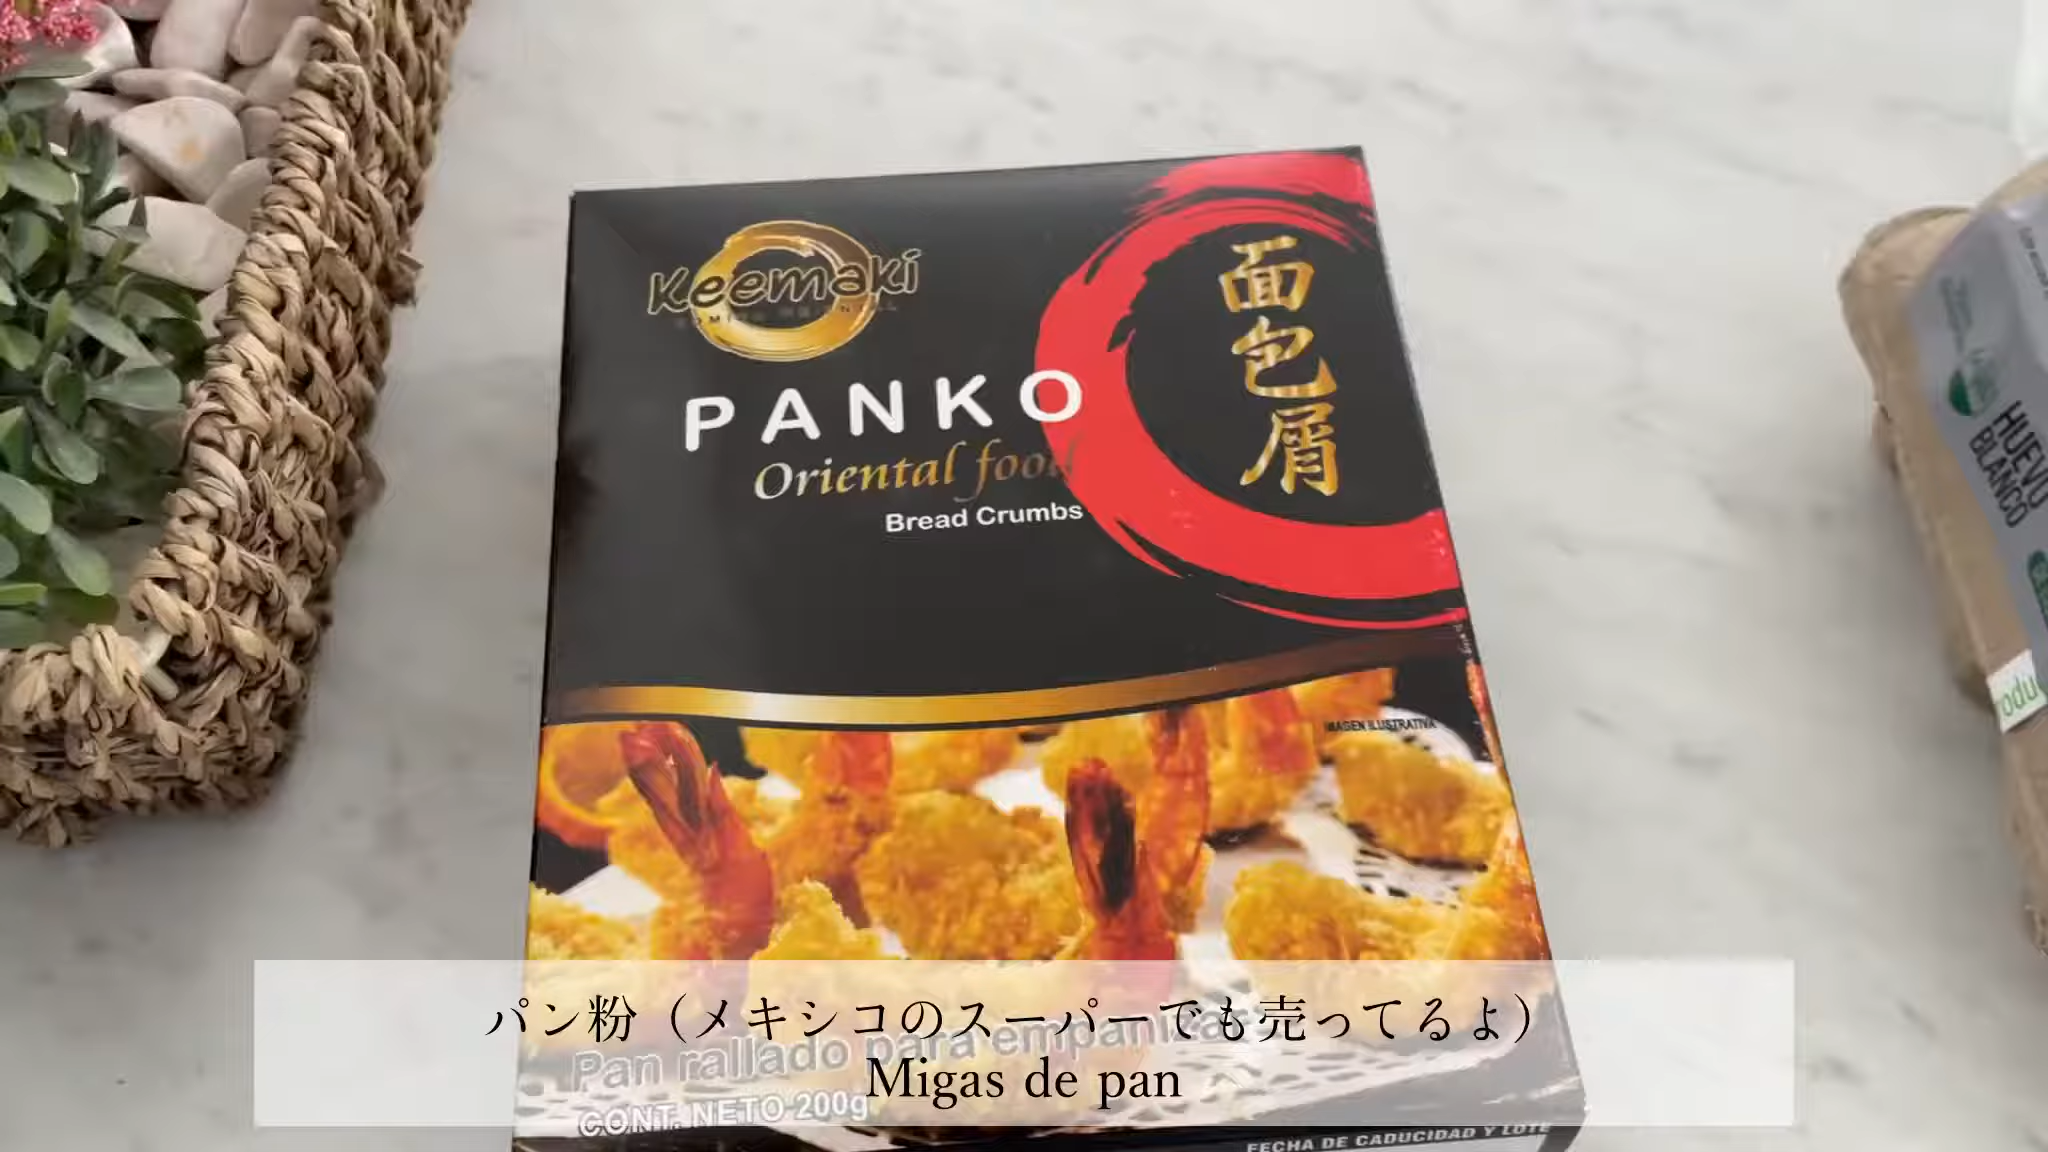 Keemaki
PANKO
Oriental food
Bread Crumbs
面包屑
IMAGEN ILUSTRATIVA
Pan rallado para empanizar
CONT. NETO 200g
FECHA DE CADUCIDAD Y LOTE
HUEVO
BLANCO
パン粉（メキシコのスーパーでも売ってるよ）
Migas de pan